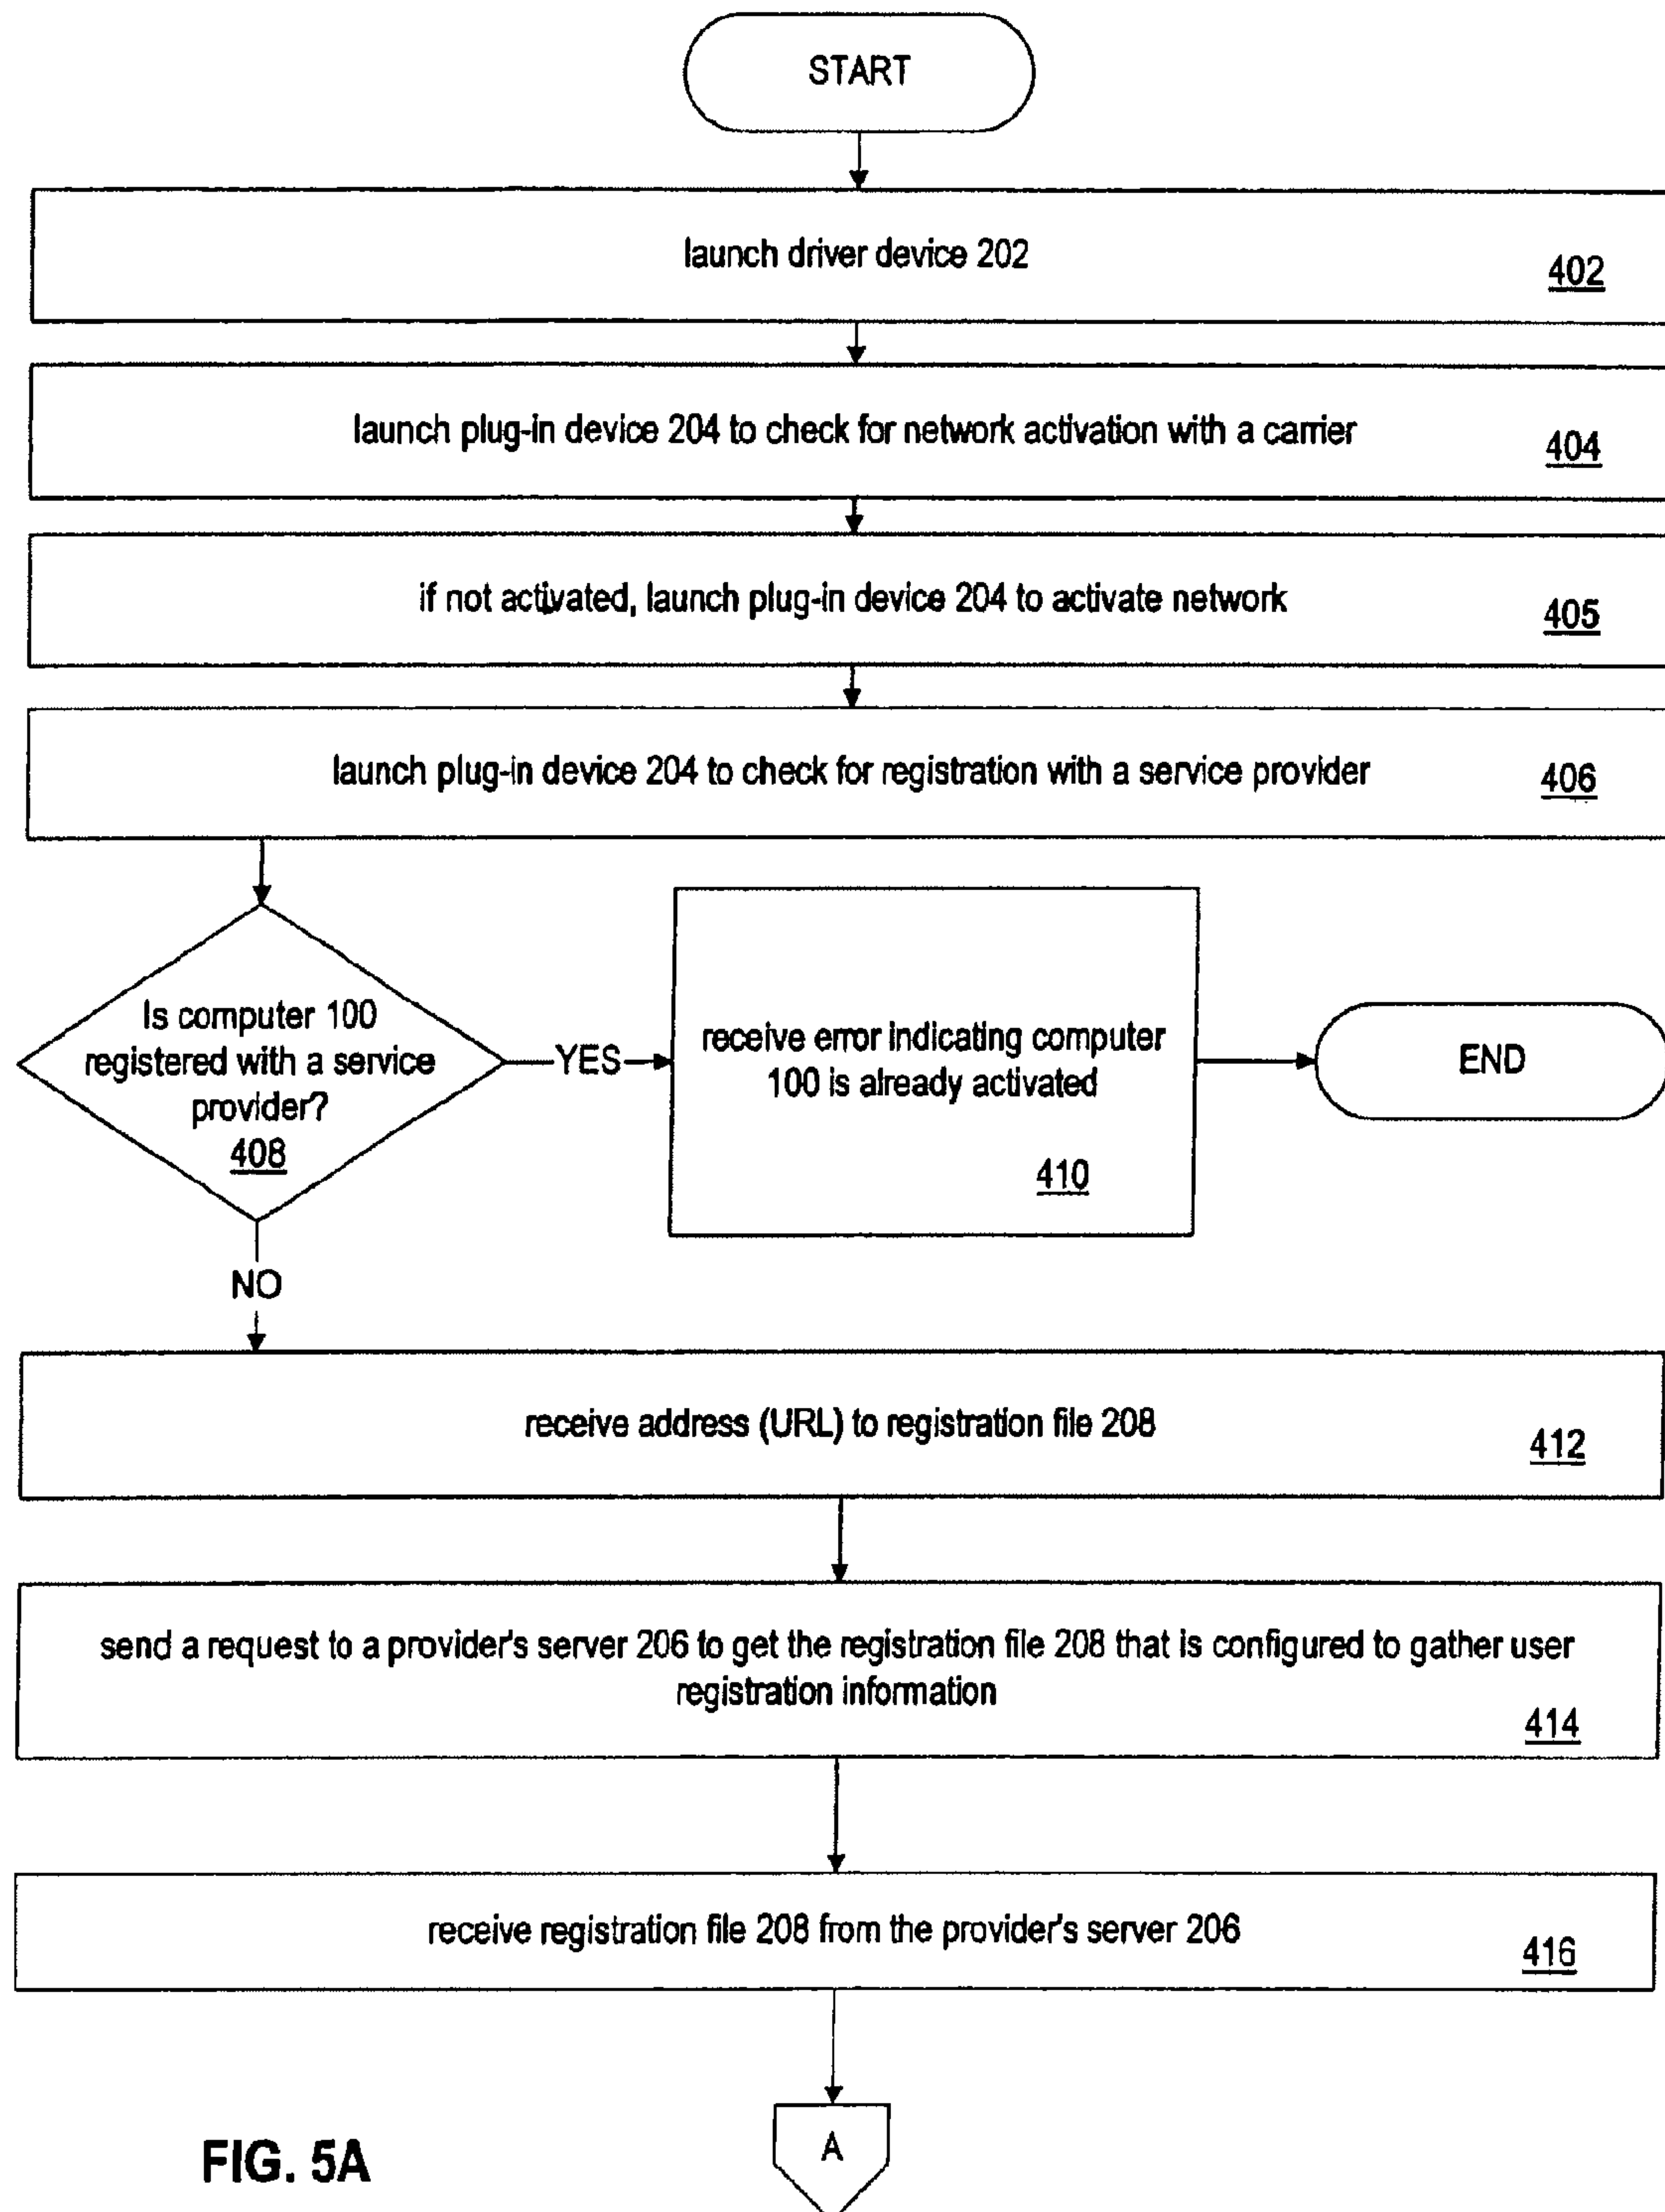 START
launch driver device 202
402
launch plug-in device 204 to check for network activation with a carrier
404
if not activated, launch plug-in device 204 to activate network
405
launch plug-in device 204 to check for registration with a service provider
406
Is computer 100
registered with a service
provider?
408
YES
receive error indicating computer
100 is already activated
410
END
NO
receive address (URL) to registration file 208
412
send a request to a provider's server 206 to get the registration file 208 that is configured to gather user
registration information
414
receive registration file 208 from the provider's server 206
416
A
FIG. 5A